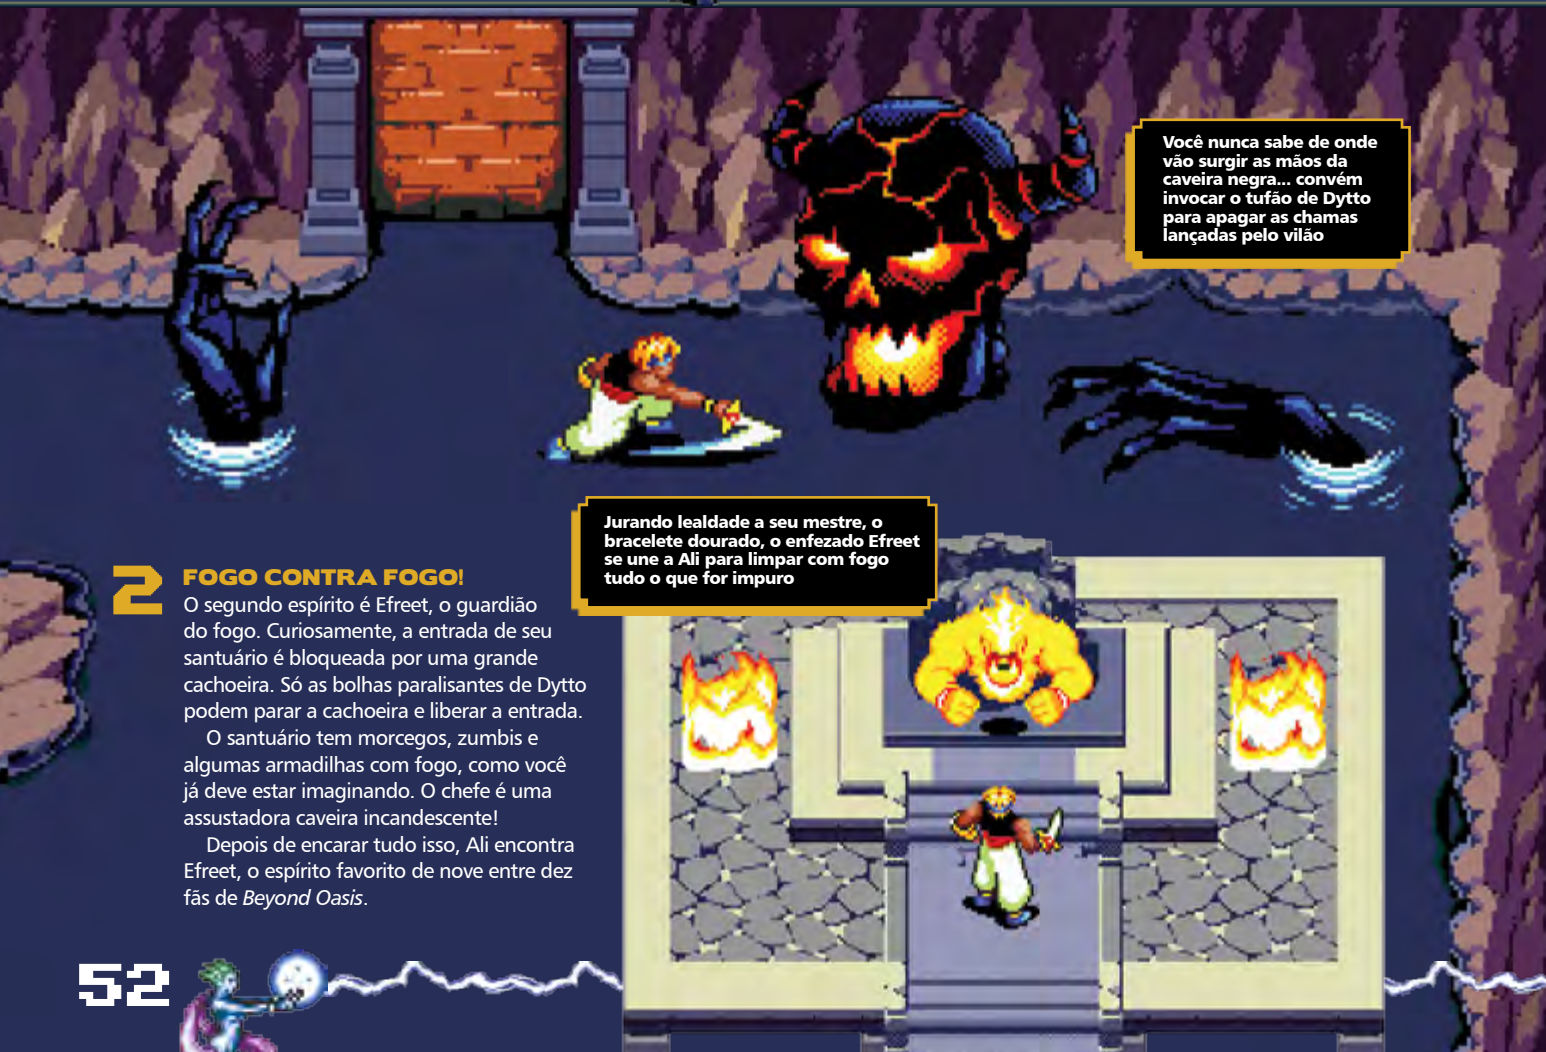 Você nunca sabe de onde
vão surgir as mãos da
caveira negra... convém
invocar o tufão de Dytto
para apagar as chamas
lançadas pelo vilão
Jurando lealdade a seu mestre, o
bracelete dourado, o enfezado Efreet
se une a Ali para limpar com fogo
tudo o que for impuro
2 FOGO CONTRA FOGO!
O segundo espírito é Efreet, o guardião
do fogo. Curiosamente, a entrada de seu
santuário é bloqueada por uma grande
cachoeira. Só as bolhas paralisantes de Dytto
podem parar a cachoeira e liberar a entrada.
O santuário tem morcegos, zumbis e
algumas armadilhas com fogo, como você
já deve estar imaginando. O chefe é uma
assustadora caveira incandescente!
Depois de encarar tudo isso, Ali encontra
Efreet, o espírito favorito de nove entre dez
fãs de Beyond Oasis.
52